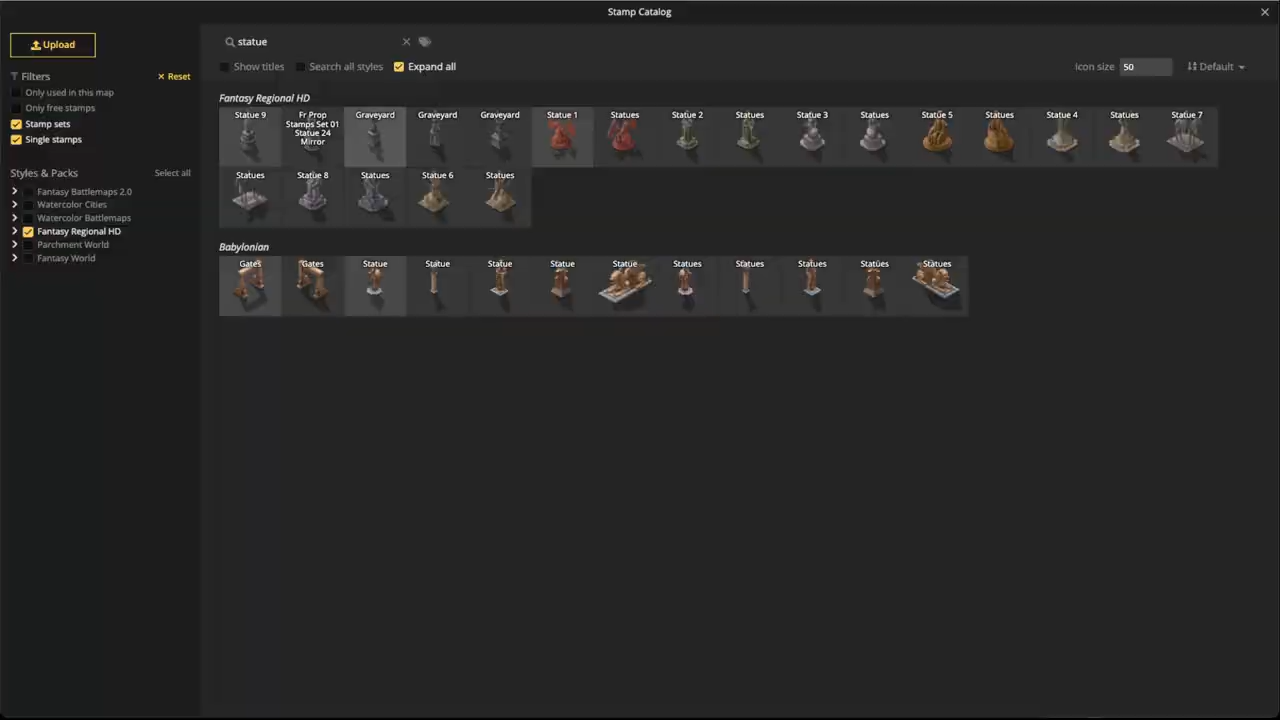 Stamp Catalog
Upload
statue
Filters
Reset
Show titles
Search all styles
Expand all
Icon size
50
Default
Only used in this map
Only free stamps
Stamp sets
Single stamps
Styles & Packs
Select all
Fantasy Battlemaps 2.0
Watercolor Cities
Watercolor Battlemaps
Fantasy Regional HD
Parchment World
Fantasy World
Fantasy Regional HD
Statue 9
Fr Prop
Stamps Set 01
Statue 24
Mirror
Graveyard
Graveyard
Graveyard
Statue 1
Statues
Statue 2
Statues
Statue 3
Statues
Statue 5
Statues
Statue 4
Statues
Statue 7
Statues
Statue 8
Statues
Statue 6
Statues
Babylonian
Gates
Gates
Statue
Statue
Statue
Statue
Statue
Statues
Statues
Statues
Statues
Statues